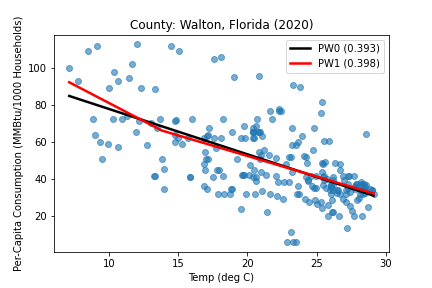 County: Walton, Florida (2020)
PW0 (0.393)
PW1 (0.398)
Per-Capita Consumption (MMBtu/1000 Households)
100
80
60
40
20
10
15
20
25
30
Temp (deg C)